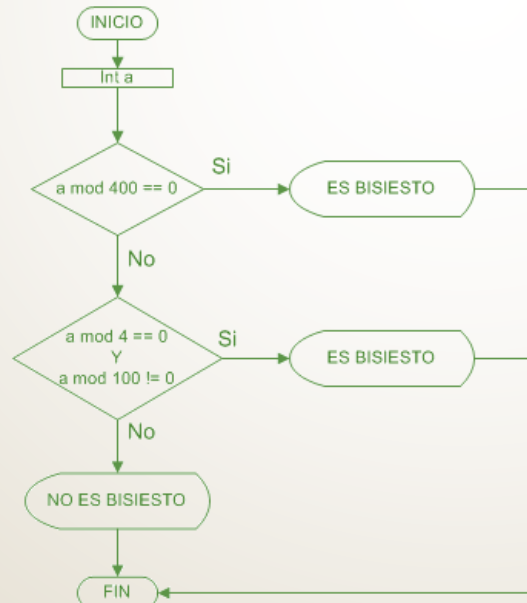 INICIO
Int a
Si
a mod 400 == 0
ES BISIESTO
No
a mod 4 == 0
Y
a mod 100 != 0
Si
ES BISIESTO
No
NO ES BISIESTO
FIN